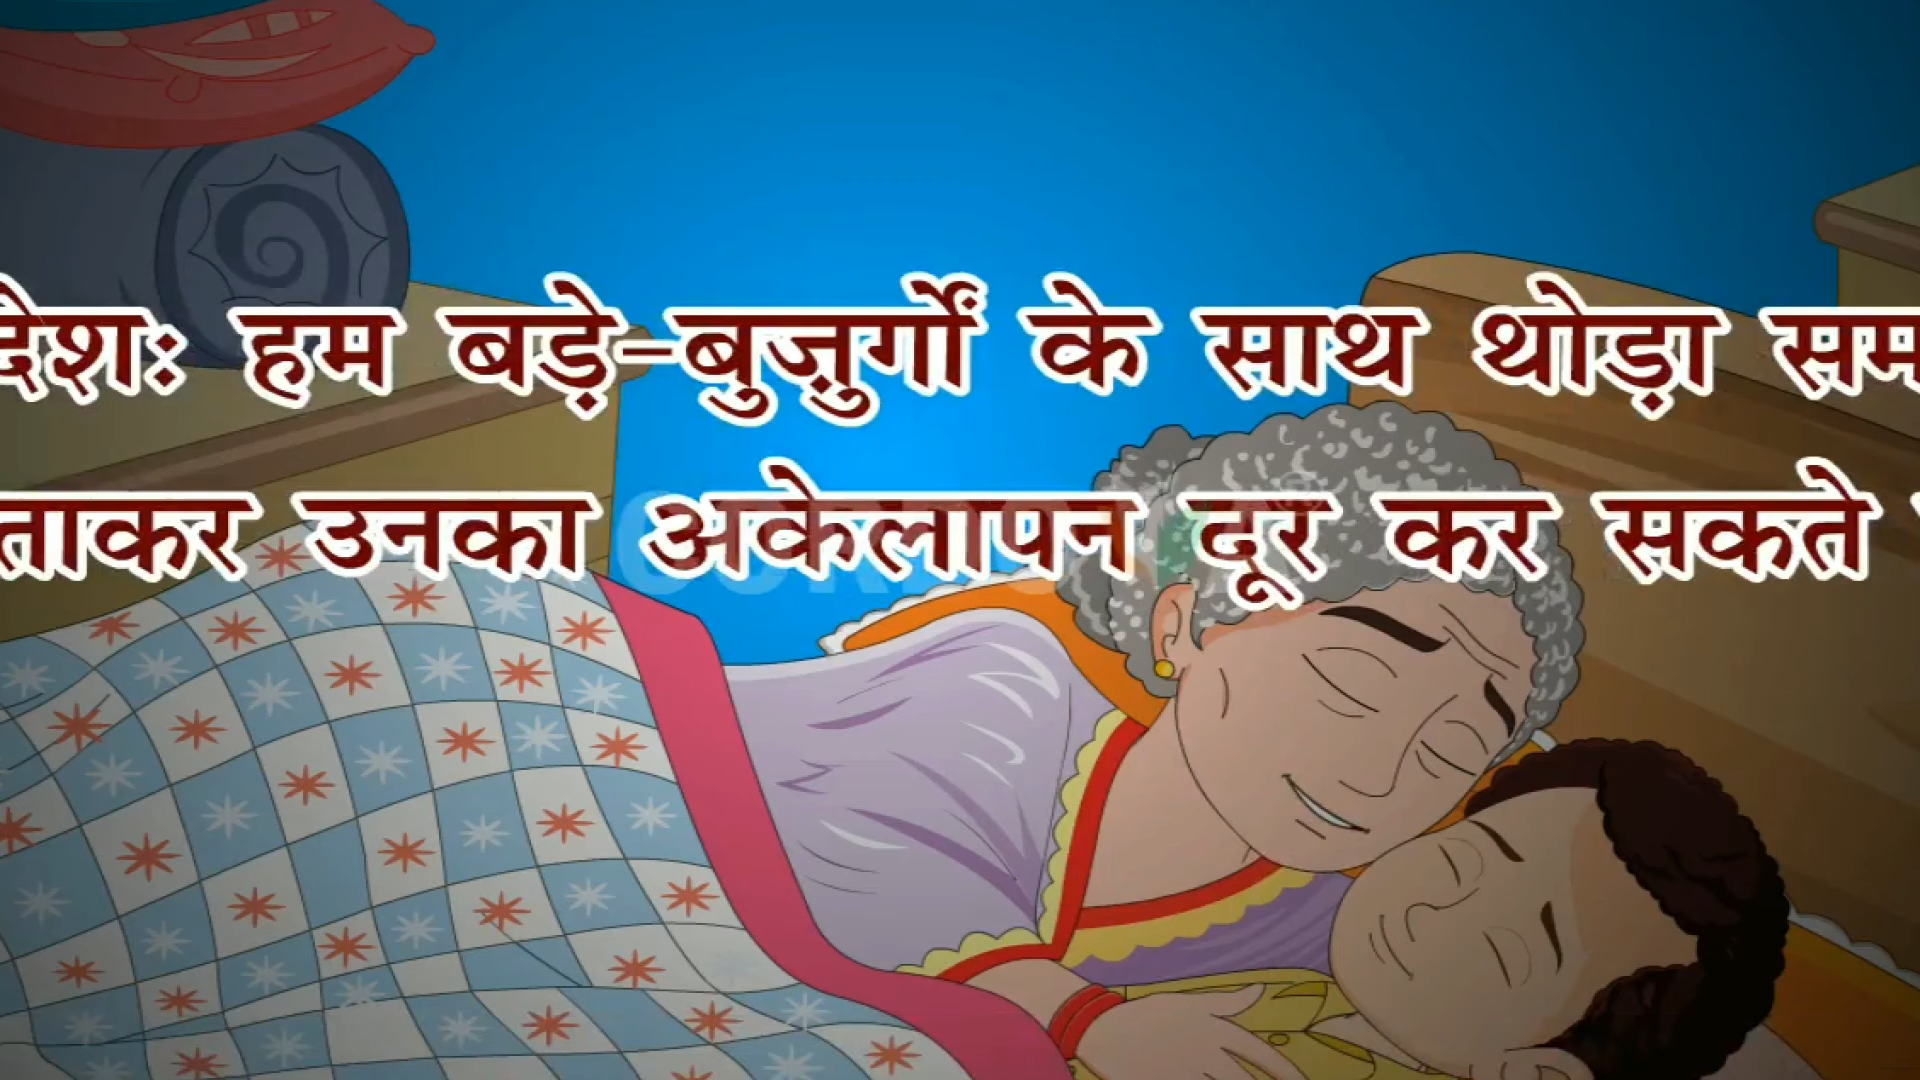 देशः हम बड़े-बुज़ुर्गों के साथ थोड़ा सम
ताकर उनका अकेलापन दूर कर सकते